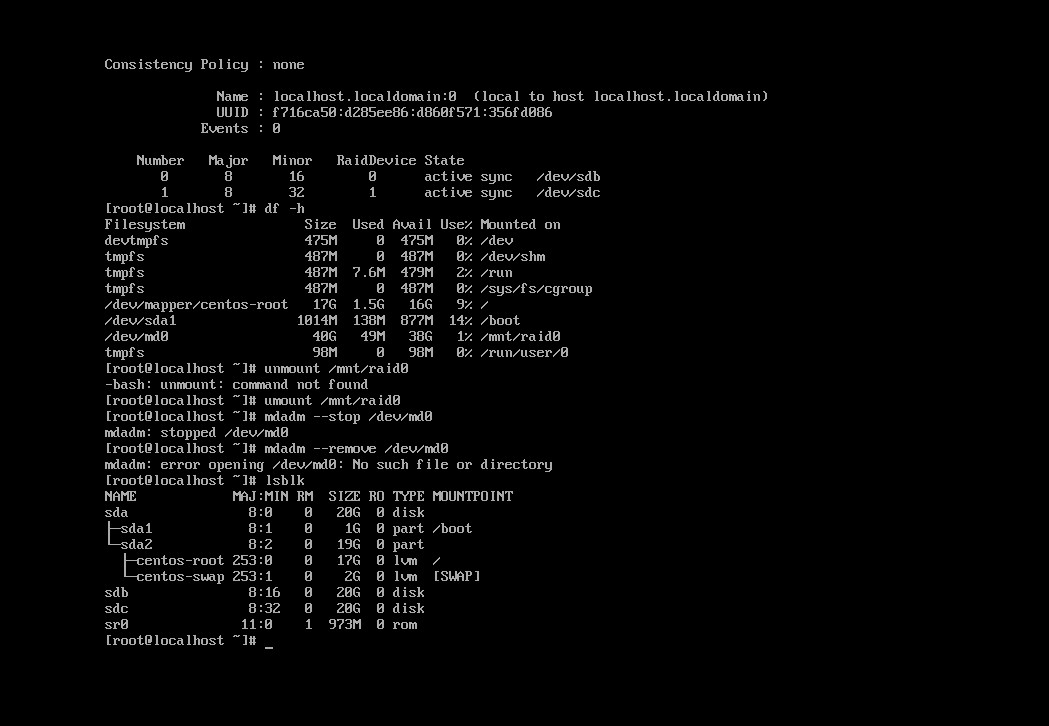 Consistency Policy : none
Name : localhost.localdomain:0  (local to host localhost.localdomain)
UUID : f716ca50:d285ee86:d860f571:356fd086
Events : 0
Number   Major   Minor   RaidDevice State
0       8       16        0      active sync   /dev/sdb
1       8       32        1      active sync   /dev/sdc
[root@localhost ~]# df -h
Filesystem               Size  Used Avail Use% Mounted on
devtmpfs                 475M     0  475M   0% /dev
tmpfs                    487M     0  487M   0% /dev/shm
tmpfs                    487M  7.6M  479M   2% /run
tmpfs                    487M     0  487M   0% /sys/fs/cgroup
/dev/mapper/centos-root   17G  1.5G   16G   9% /
/dev/sda1               1014M  138M  877M  14% /boot
/dev/md0                  40G   49M   38G   1% /mnt/raid0
tmpfs                     98M     0   98M   0% /run/user/0
[root@localhost ~]# unmount /mnt/raid0
-bash: unmount: command not found
[root@localhost ~]# umount /mnt/raid0
[root@localhost ~]# mdadm --stop /dev/md0
mdadm: stopped /dev/md0
[root@localhost ~]# mdadm --remove /dev/md0
mdadm: error opening /dev/md0: No such file or directory
[root@localhost ~]# lsblk
NAME            MAJ:MIN RM  SIZE RO TYPE MOUNTPOINT
sda               8:0    0   20G  0 disk
├─sda1            8:1    0    1G  0 part /boot
└─sda2            8:2    0   19G  0 part
  ├─centos-root 253:0    0   17G  0 lvm  /
  └─centos-swap 253:1    0    2G  0 lvm  [SWAP]
sdb               8:16   0   20G  0 disk
sdc               8:32   0   20G  0 disk
sr0              11:0    1  973M  0 rom
[root@localhost ~]# _